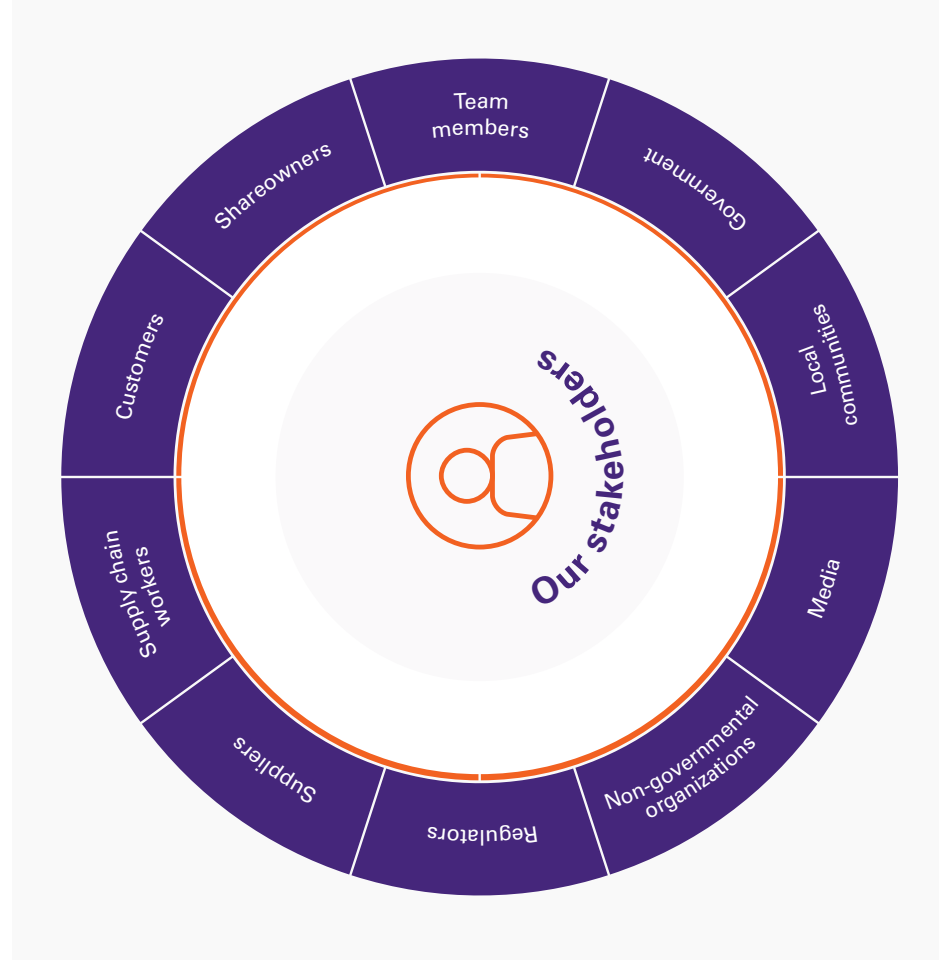 Team
members
Government
Local
communities
Media
Non-governmental
organizations
Regulators
Suppliers
Supply chain
workers
Customers
Shareowners
Our stakeholders